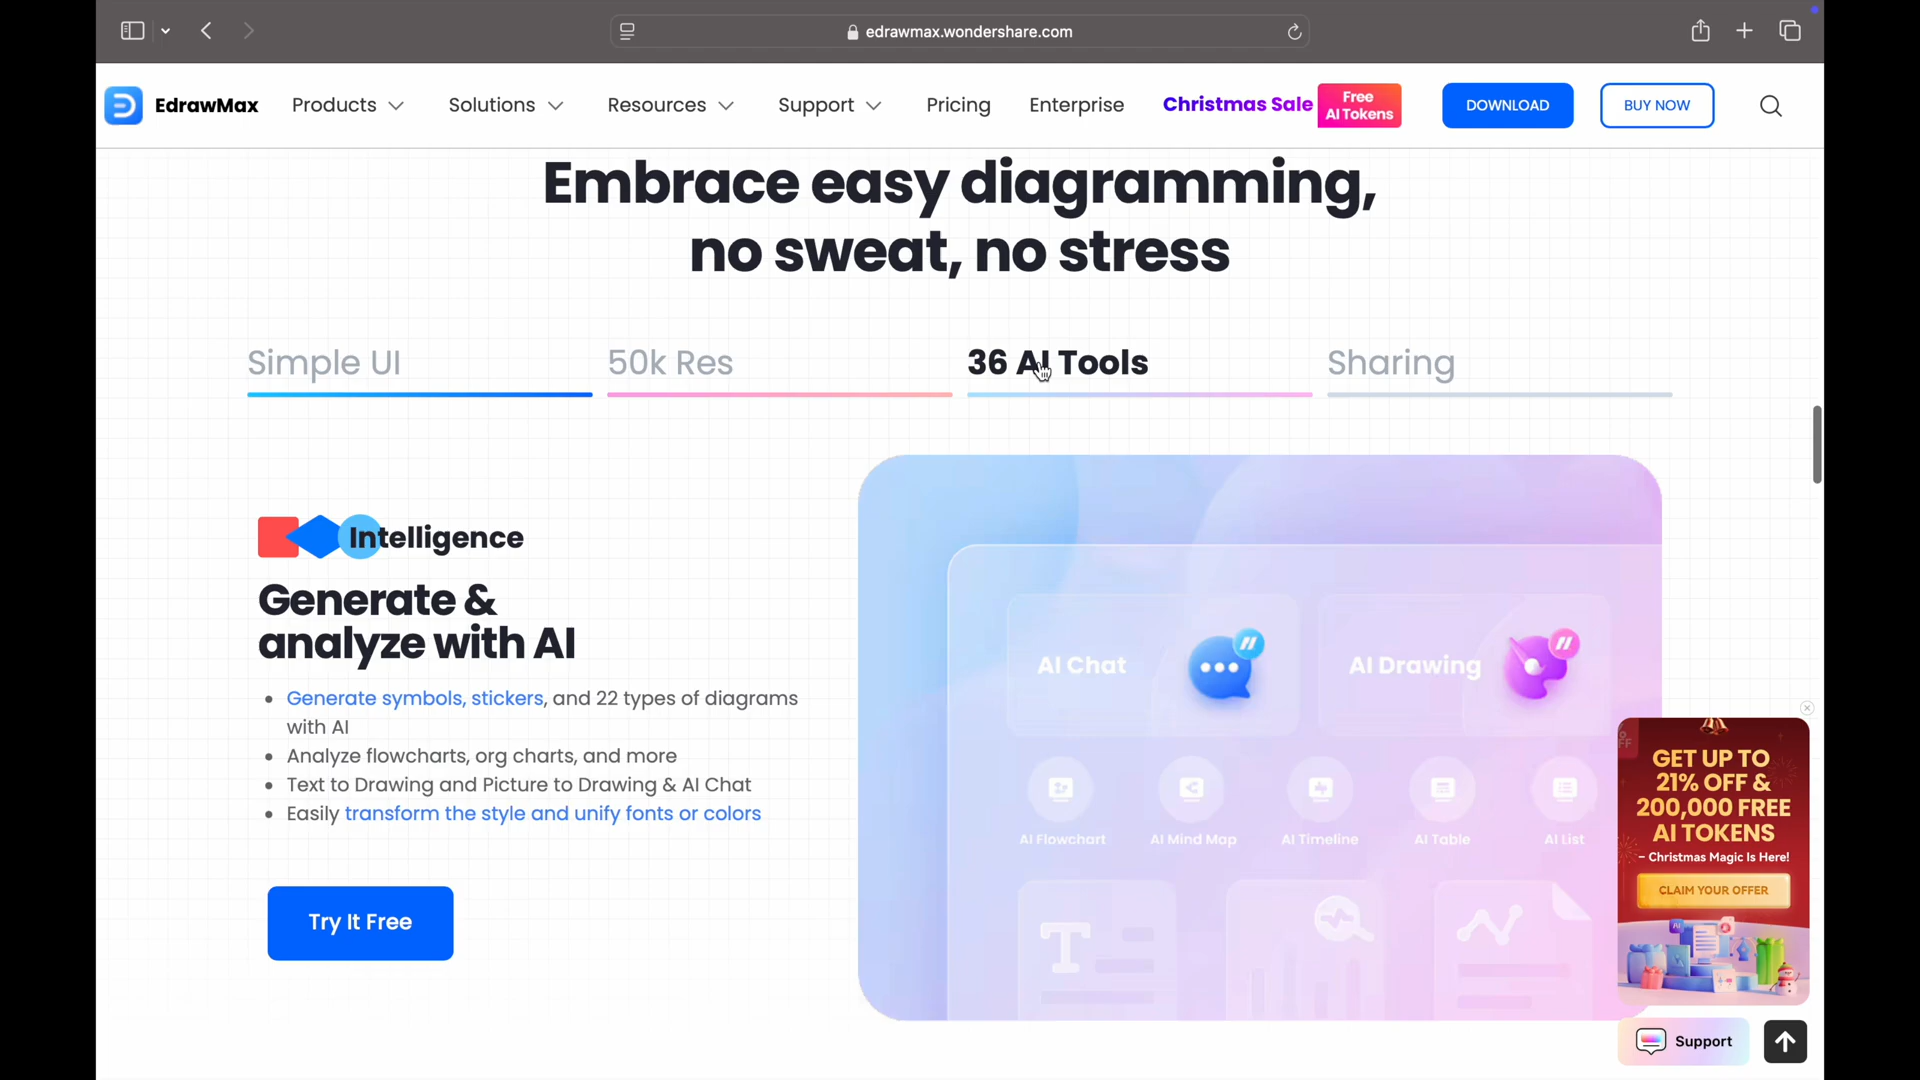 edrawmax.wondershare.com
EdrawMax
Products
Solutions
Resources
Support
Pricing
Enterprise
Christmas Sale
Free
AI Tokens
DOWNLOAD
BUY NOW
Embrace easy diagramming,
no sweat, no stress
Simple UI
50k Res
36 AI Tools
Sharing
Intelligence
Generate &
analyze with AI
Generate symbols, stickers, and 22 types of diagrams
with AI
Analyze flowcharts, org charts, and more
Text to Drawing and Picture to Drawing & AI Chat
Easily transform the style and unify fonts or colors
Try It Free
AI Chat
AI Drawing
AI Flowchart
AI Mind Map
AI Timeline
AI Table
AI List
GET UP TO
21% OFF &
200,000 FREE
AI TOKENS
- Christmas Magic Is Here!
CLAIM YOUR OFFER
Support